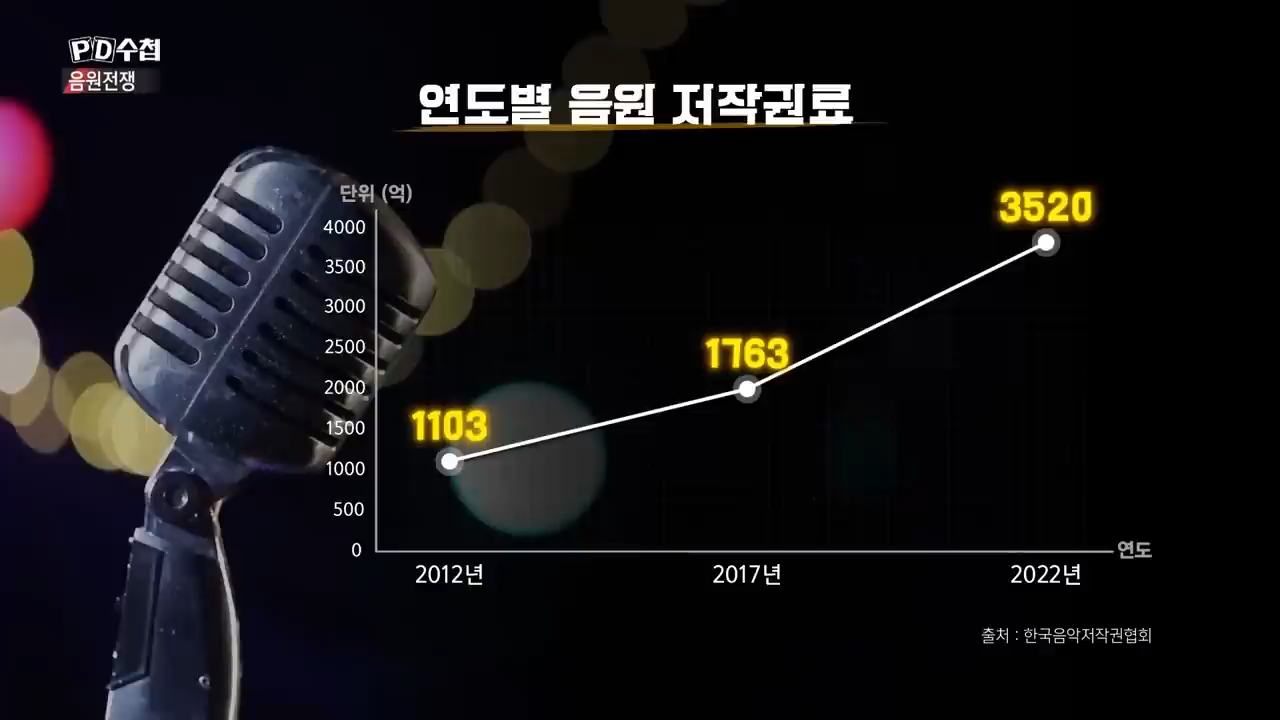 PD수첩
음원전쟁
연도별 음원 저작권료
단위 (억)
4000
3500
3000
2500
2000
1500
1000
500
0
1103
1763
3520
2012년
2017년
2022년
연도
출처 : 한국음악저작권협회